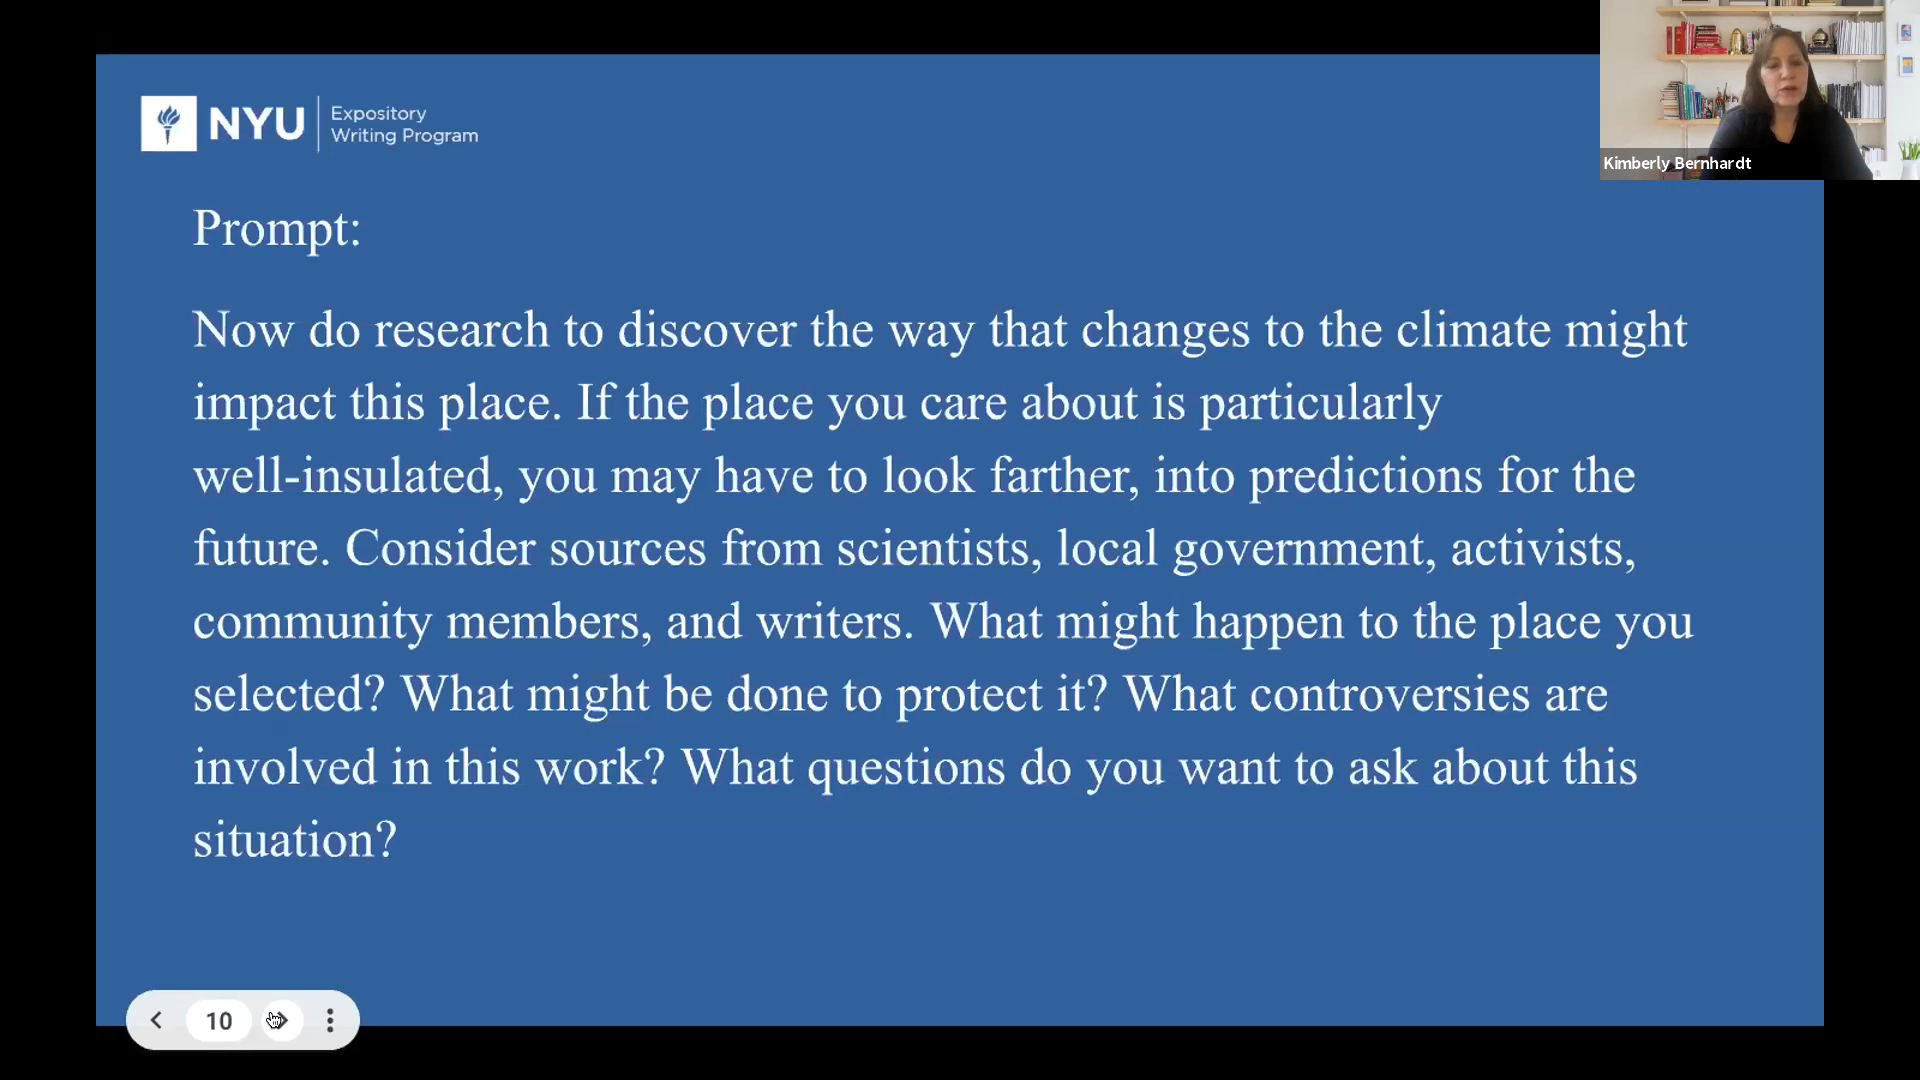 NYU
Expository
Writing Program
Kimberly Bernhardt
Prompt:
Now do research to discover the way that changes to the climate might
impact this place. If the place you care about is particularly
well-insulated, you may have to look farther, into predictions for the
future. Consider sources from scientists, local government, activists,
community members, and writers. What might happen to the place you
selected? What might be done to protect it? What controversies are
involved in this work? What questions do you want to ask about this
situation?
10